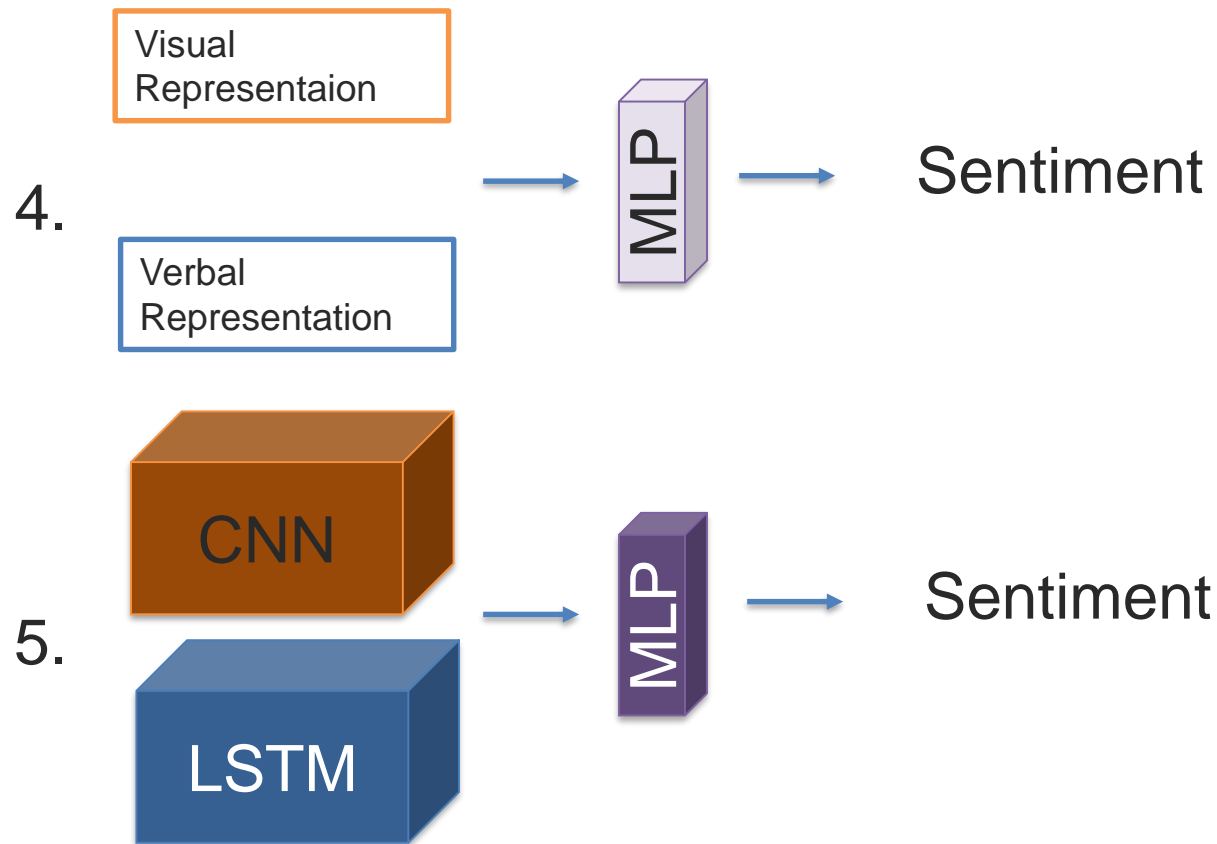 4.
Visual
Representaion
Verbal
Representation
MLP
Sentiment
5.
CNN
LSTM
MLP
Sentiment